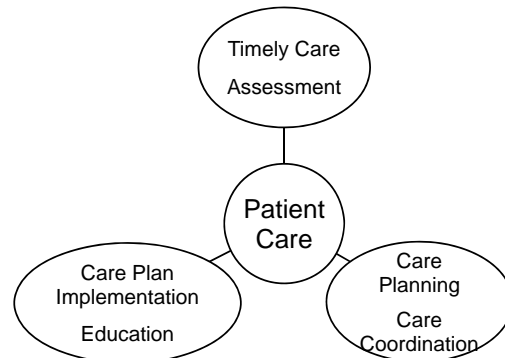 Timely Care
Assessment
Patient
Care
Care Plan
Implementation
Education
Care
Planning
Care
Coordination